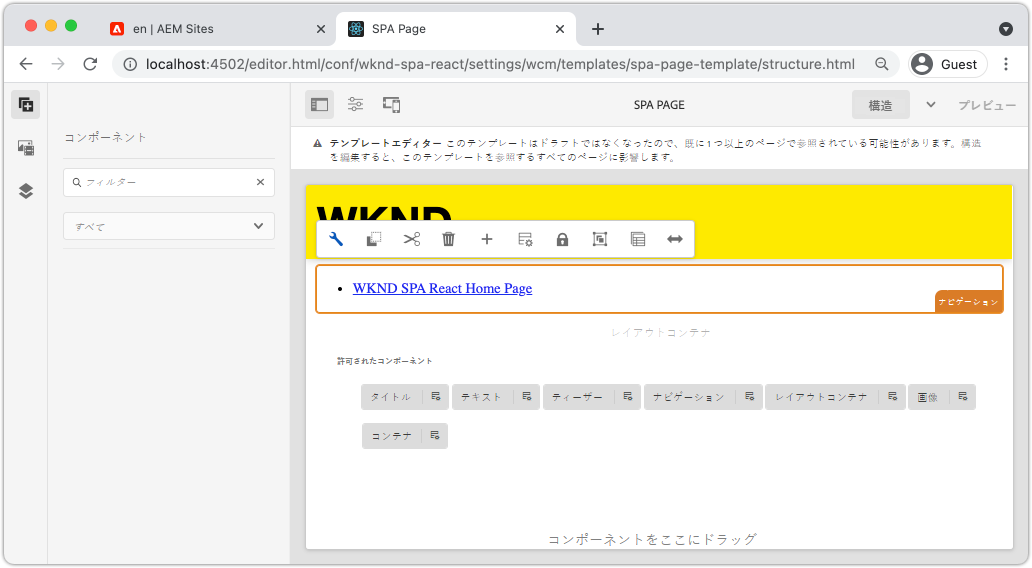 en | AEM Sites
SPA Page
localhost:4502/editor.html/conf/wknd-spa-react/settings/wcm/templates/spa-page-template/structure.html
Guest
SPA PAGE
構造
プレビュー
コンポーネント
フィルター
すべて
テンプレートエディター このテンプレートはドラフトではなくなったので、既に 1 つ以上のページで参照されている可能性があります。構造
を編集すると、このテンプレートを参照するすべてのページに影響します。
WKND
WKND SPA React Home Page
ナビゲーション
レイアウトコンテナ
許可されたコンポーネント
タイトル
テキスト
ティーザー
ナビゲーション
レイアウトコンテナ
画像
コンテナ
コンポーネントをここにドラッグ